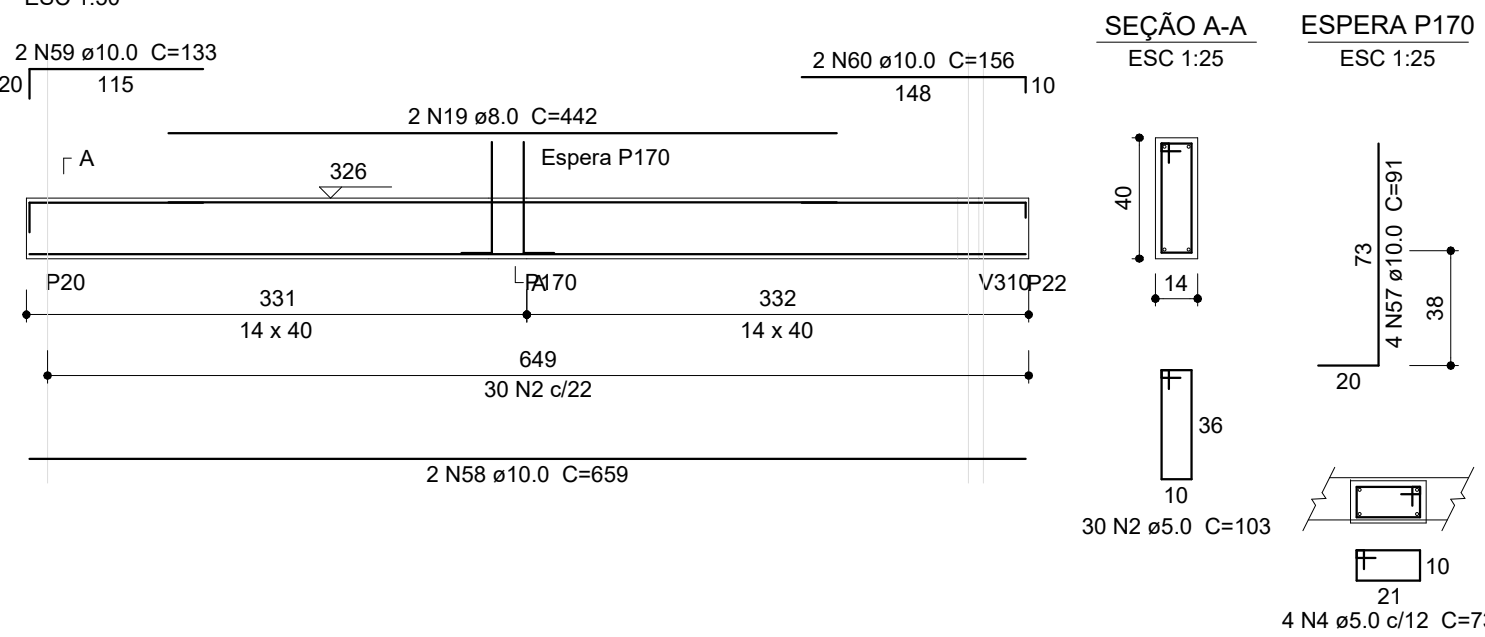 ESC 1:50
2 N59 ø10.0 C=133
20
115
2 N60 ø10.0 C=156
148
10
2 N19 ø8.0 C=442
A
Espera P170
326
P20
A
P170
V310
P22
331
332
14 x 40
14 x 40
649
30 N2 c/22
2 N58 ø10.0 C=659
SEÇÃO A-A
ESC 1:25
40
14
36
10
30 N2 ø5.0 C=103
ESPERA P170
ESC 1:25
73
4 N57 ø10.0 C=91
38
20
10
21
4 N4 ø5.0 c/12 C=73